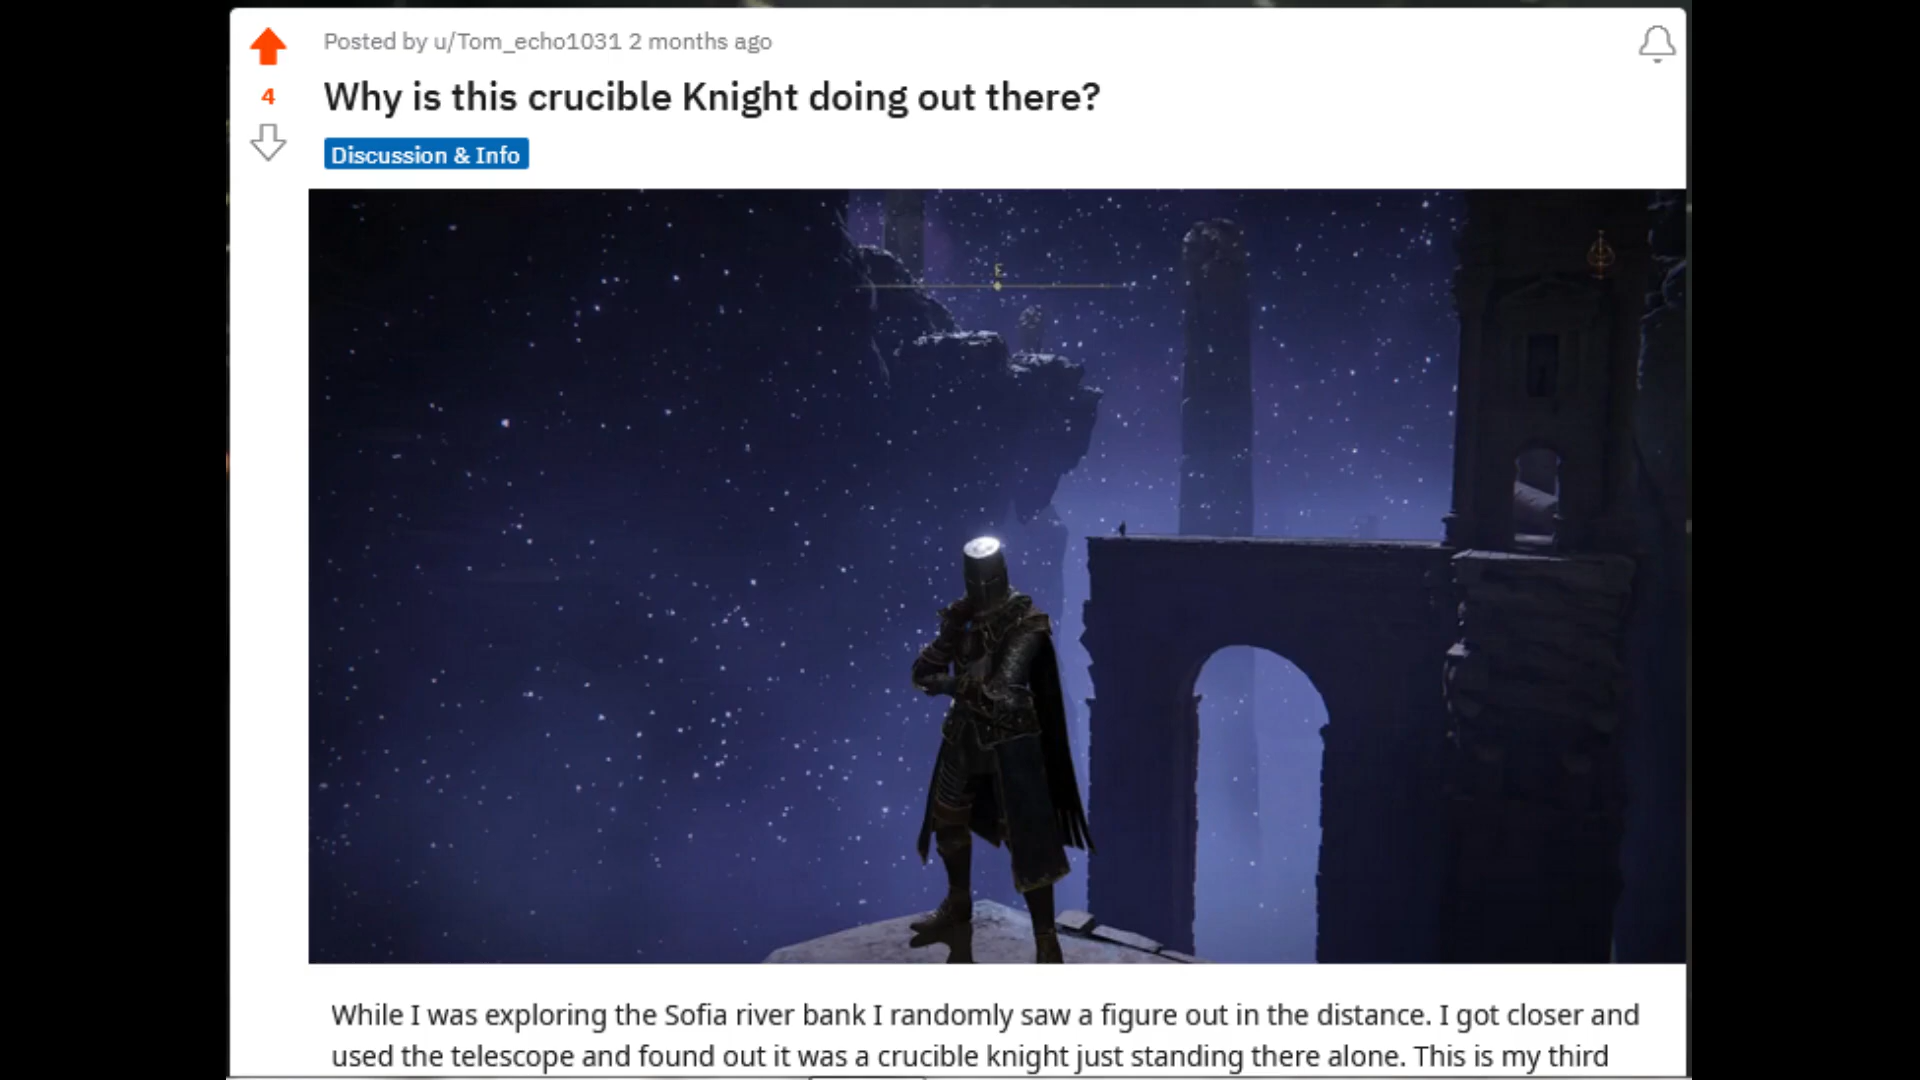 Posted by u/Tom_echo1031 2 months ago
4
Why is this crucible Knight doing out there?
Discussion & Info
E
While I was exploring the Sofia river bank I randomly saw a figure out in the distance. I got closer and
used the telescope and found out it was a crucible knight just standing there alone. This is my third